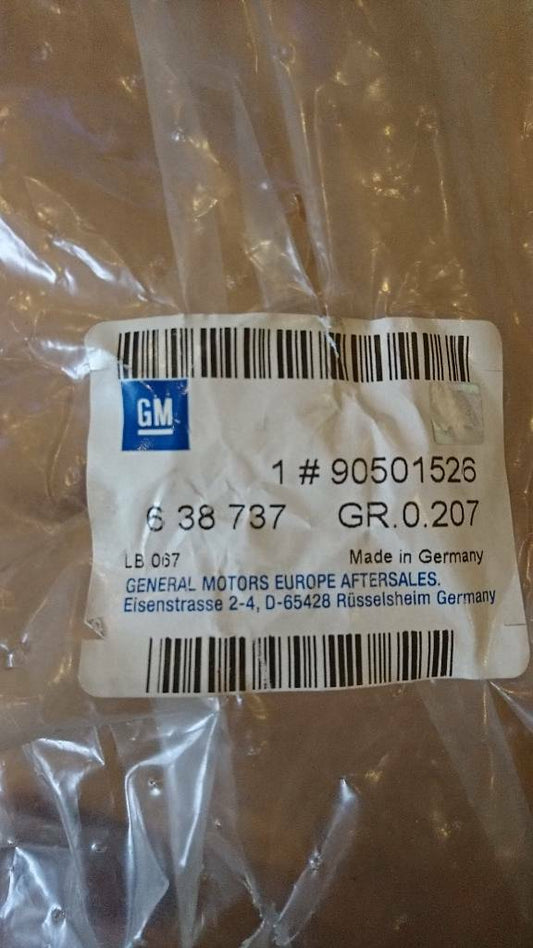 GM
1 # 90501526
6 38 737 GR.0.207
LB 067 Made in Germany
GENERAL MOTORS EUROPE AFTERSALES.
Eisenstrasse 2-4, D-65428 Rüsselsheim Germany